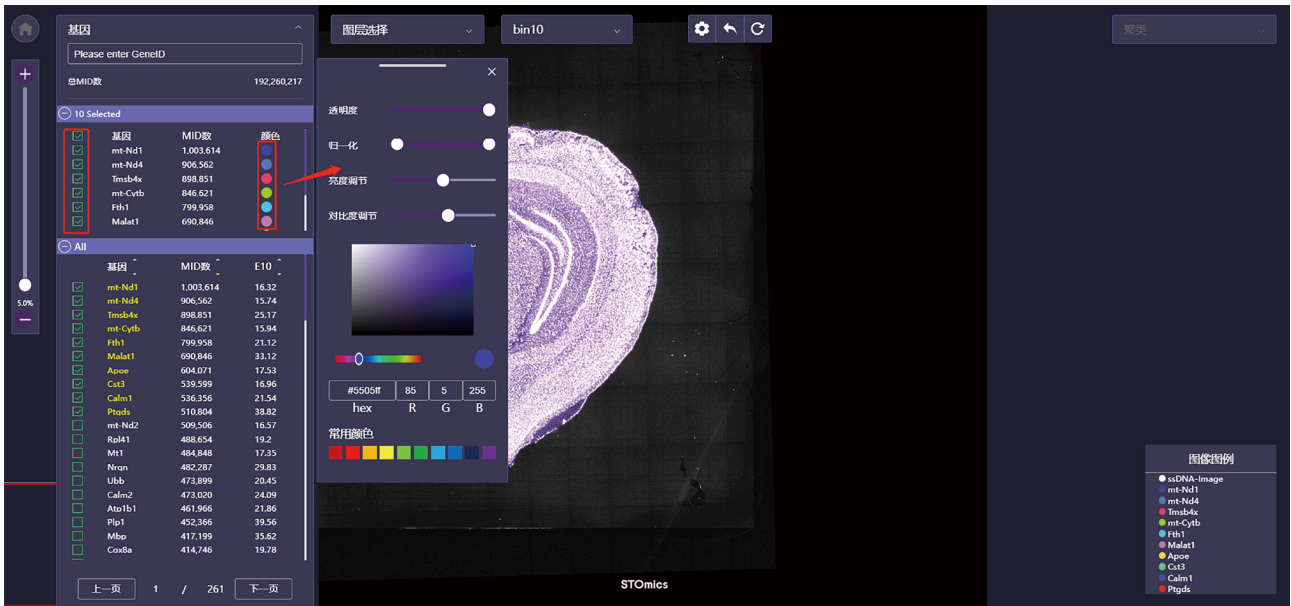 基因
图层选择
bin10
聚类
Please enter GeneID
总MID数 192,260,217
10 Selected
基因 MID数 颜色
mt-Nd1 1,003,614
mt-Nd4 906,562
Tmsb4x 898,851
mt-Cytb 846,621
Fth1 799,958
Malat1 690,846
All
基因 MID数 E10
mt-Nd1 1,003,614 16.32
mt-Nd4 906,562 15.74
Tmsb4x 898,851 25.17
mt-Cytb 846,621 15.94
Fth1 799,958 21.12
Malat1 690,846 33.12
Apoe 604,071 17.53
Cst3 539,599 16.96
Calm1 536,356 21.54
Ptgds 510,804 38.82
mt-Nd2 509,506 16.57
Rpl41 488,654 19.2
Mt1 484,848 17.35
Nrgn 482,287 29.83
Ubb 473,899 20.45
Calm2 473,020 24.09
Atp1b1 461,966 21.86
Plp1 452,366 39.56
Mbp 417,199 35.62
Cox8a 414,746 19.78
上一页 1 / 261 下一页
5.0%
透明度
归一化
亮度调节
对比度调节
#5505ff 85 5 255
hex R G B
常用颜色
STOmics
图像图例
ssDNA-Image
mt-Nd1
mt-Nd4
Tmsb4x
mt-Cytb
Fth1
Malat1
Apoe
Cst3
Calm1
Ptgds